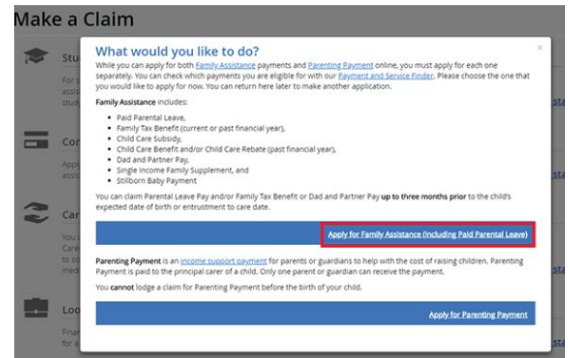 Make a Claim
What would you like to do?
×
While you can apply for both Family Assistance payments and Parenting Payment online, you must apply for each one
separately. You can check which payments you are eligible for with our Payment and Service Finder. Please choose the one that
you would like to apply for now. You can return here later to make another application.
Family Assistance includes:
• Paid Parental Leave,
• Family Tax Benefit (current or past financial year),
• Child Care Subsidy,
• Child Care Benefit and/or Child Care Rebate (past financial year),
• Dad and Partner Pay,
• Single Income Family Supplement, and
• Stillborn Baby Payment
You can claim Parental Leave Pay and/or Family Tax Benefit or Dad and Partner Pay up to three months prior to the child's
expected date of birth or entrustment to care date.
Apply for Family Assistance (including Paid Parental Leave)
Parenting Payment is an income support payment for parents or guardians to help with the cost of raising children. Parenting
Payment is paid to the principal carer of a child. Only one parent or guardian can receive the payment.
You cannot lodge a claim for Parenting Payment before the birth of your child.
Apply for Parenting Payment